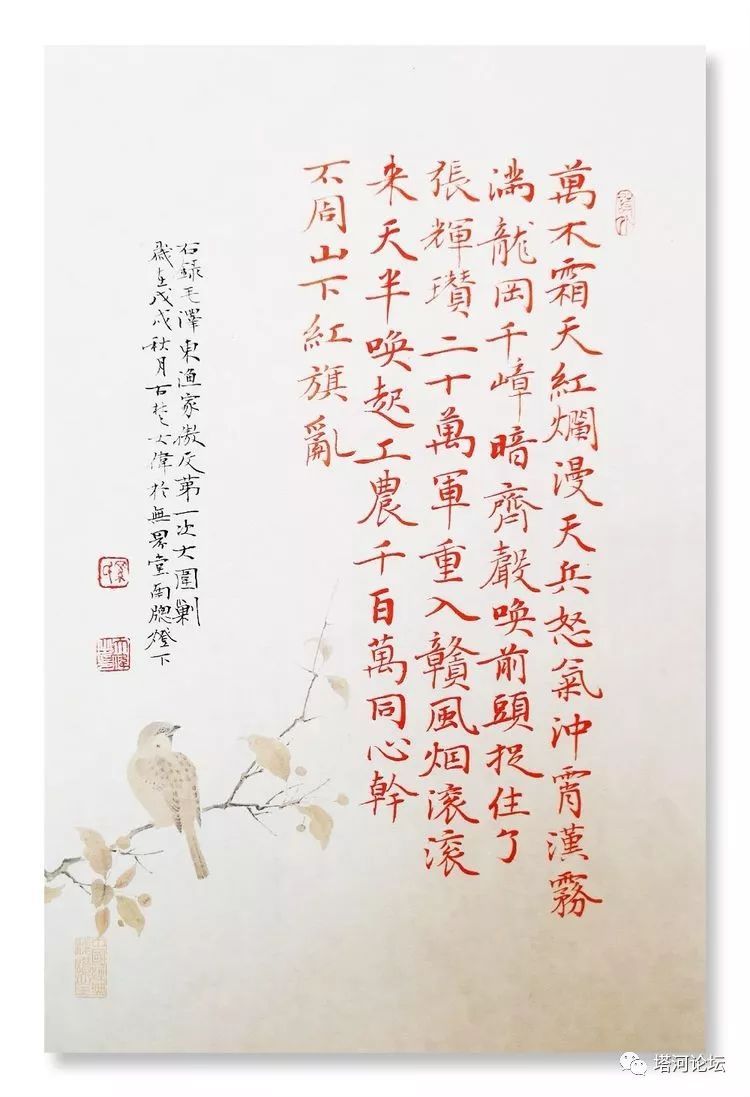 萬木霜天紅爛漫天兵怒氣沖霄漢霧
滿龍岡千嶂暗齊聲喚前頭捉住了
張輝瓚二十萬軍重入贛風烟滾滾
来天半喚起工農千百萬同心幹
不周山下紅旗亂
右錄毛澤東漁家傲反第一次大圍剿
歲在戊戌秋月古楚大偉於無界堂南牕燈下
塔河论坛